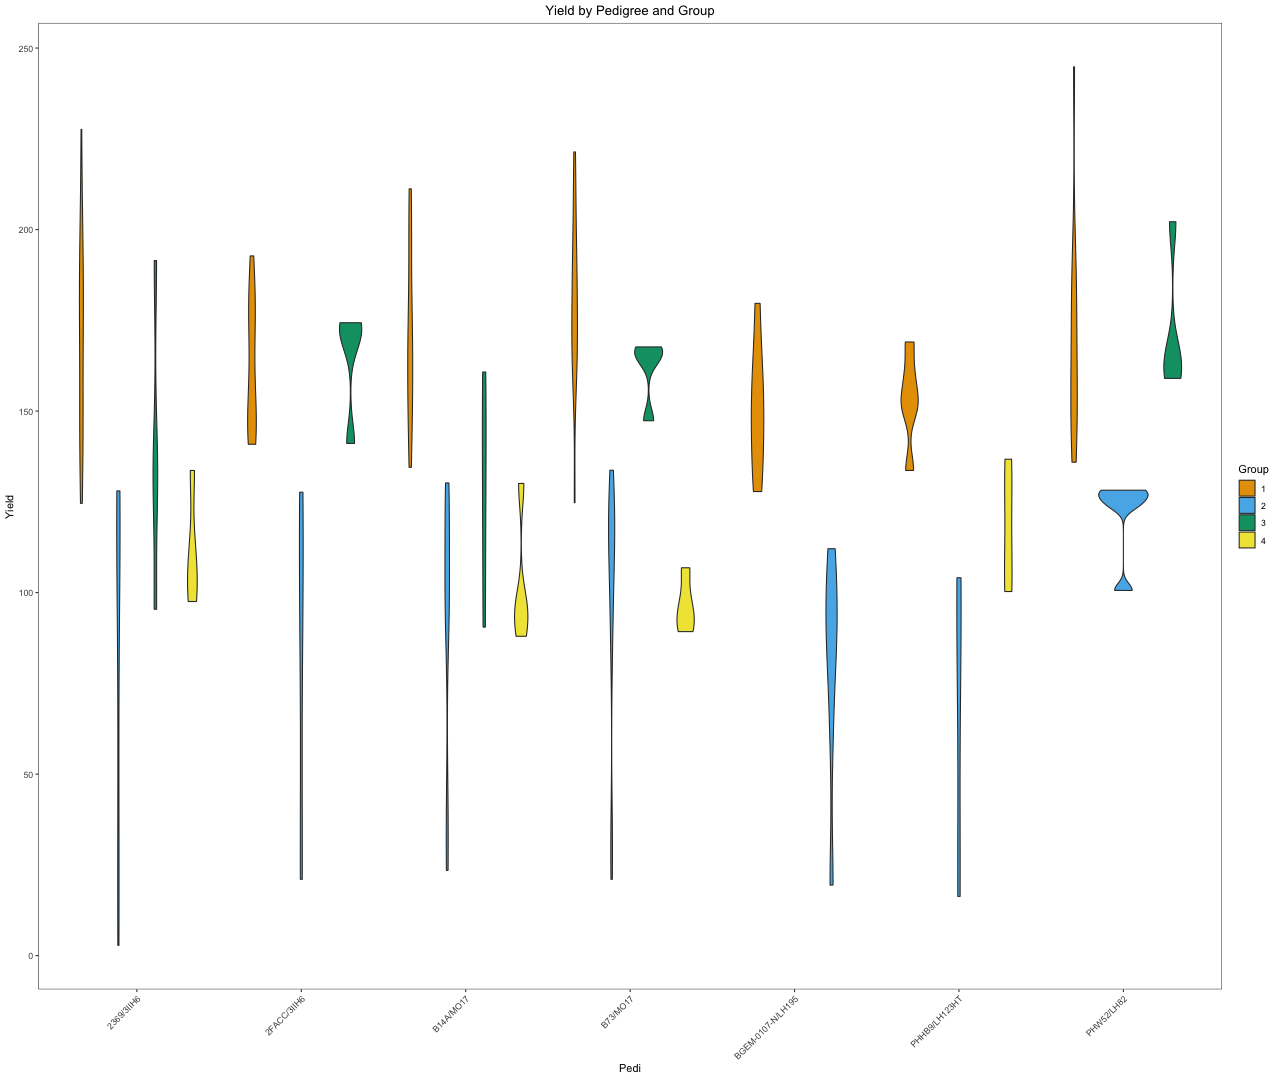 Yield by Pedigree and Group
250
200
150
100
50
0
Yield
2369/3IIH6
2FACC/3IIH6
B14A/MO17
B73/MO17
BGEM-0107-N/LH195
PHHB9/LH123HT
PHW52/LH82
Pedi
Group
1
2
3
4